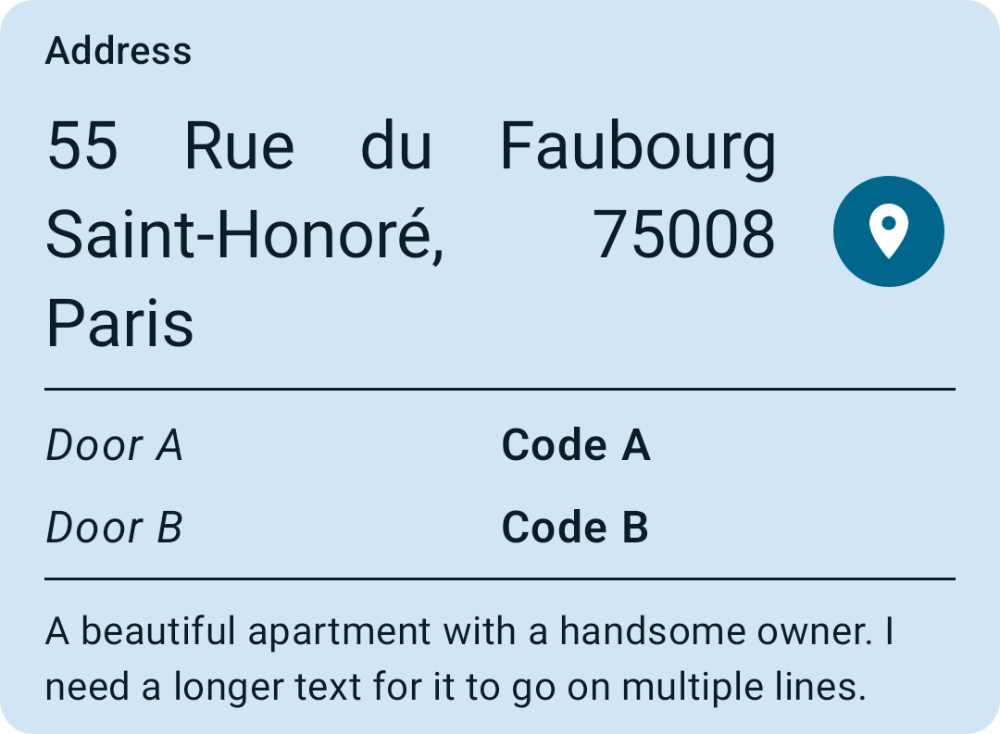 Address
55 Rue du Faubourg
Saint-Honoré, 75008
Paris
Door A Code A
Door B Code B
A beautiful apartment with a handsome owner. I
need a longer text for it to go on multiple lines.